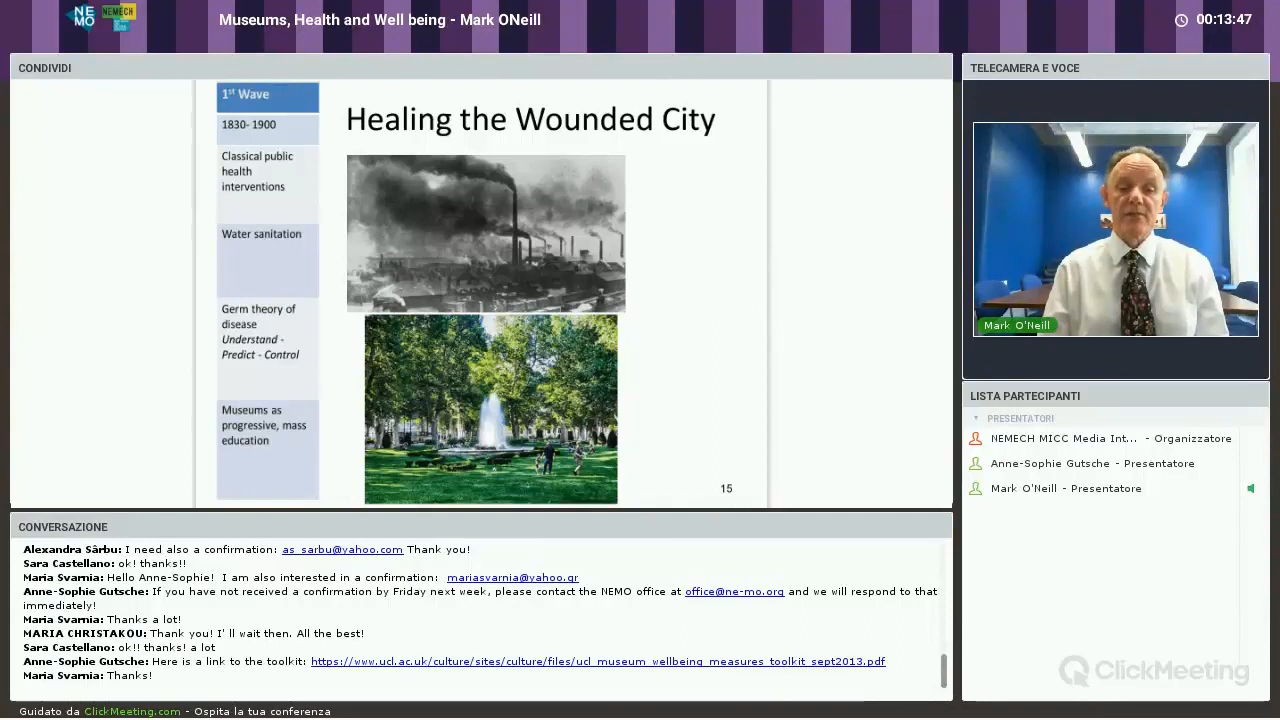 NE
MO
NEMECH
Museums, Health and Well being - Mark ONeill
00:13:47
CONDIVIDI
1st Wave
1830- 1900
Classical public
health
interventions
Water sanitation
Germ theory of
disease
Understand -
Predict - Control
Museums as
progressive, mass
education
Healing the Wounded City
15
TELECAMERA E VOCE
Mark O'Neill
LISTA PARTECIPANTI
PRESENTATORI
NEMECH MICC Media Int... - Organizzatore
Anne-Sophie Gutsche - Presentatore
Mark O'Neill - Presentatore
CONVERSAZIONE
Alexandra Sârbu: I need also a confirmation: as_sarbu@yahoo.com Thank you!
Sara Castellano: ok! thanks!!
Maria Svarnia: Hello Anne-Sophie! I am also interested in a confirmation: mariasvarnia@yahoo.gr
Anne-Sophie Gutsche: If you have not received a confirmation by Friday next week, please contact the NEMO office at office@ne-mo.org and we will respond to that
immediately!
Maria Svarnia: Thanks a lot!
MARIA CHRISTAKOU: Thank you! I' ll wait then. All the best!
Sara Castellano: ok!! thanks! a lot
Anne-Sophie Gutsche: Here is a link to the toolkit: https://www.ucl.ac.uk/culture/sites/culture/files/ucl_museum_wellbeing_measures_toolkit_sept2013.pdf
Maria Svarnia: Thanks!
ClickMeeting
Guidato da ClickMeeting.com - Ospita la tua conferenza